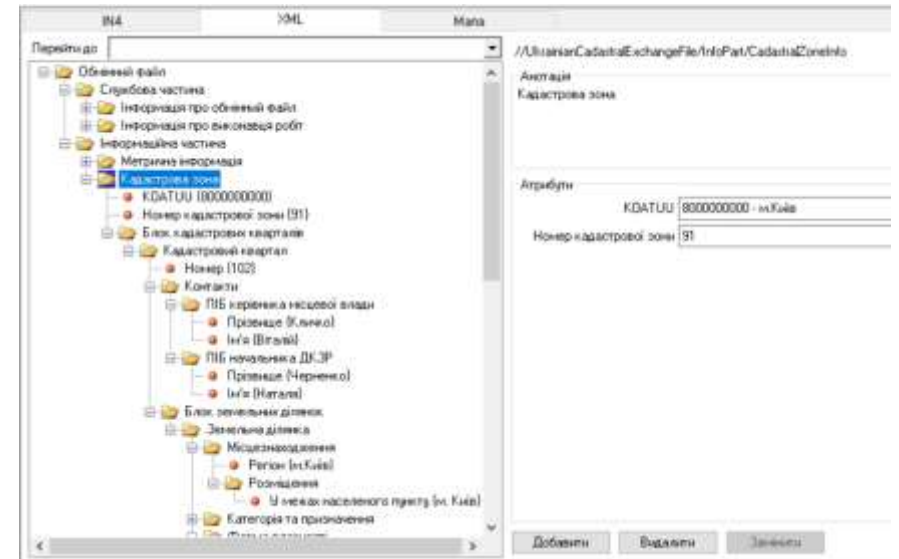 IN4
XML
Мапа
Перейти до
Обмінний файл
Службова частина
Інформація про обмінний файл
Інформація про виконавця робіт
Інформаційна частина
Метрична інформація
Кадастрова зона
KOATUU (8000000000)
Номер кадастрової зони (91)
Блок кадастрових кварталів
Кадастровий квартал
Номер (102)
Контакти
ПІБ керівника місцевої влади
Прізвище (Кличко)
Ім'я (Віталій)
ПІБ начальника ДКЗР
Прізвище (Черненко)
Ім'я (Наталя)
Блок земельних ділянок
Земельна ділянка
Місцезнаходження
Регіон (м.Київ)
Розміщення
У межах населеного пункту (м. Київ)
Категорія та призначення
Форма власності
//UkrainianCadastralExchangeFile/InfoPart/CadastralZoneInfo
Анотація
Кадастрова зона
Атрибути
KOATUU 8000000000 - м.Київ
Номер кадастрової зони 91
Добавити Видалити Замінити